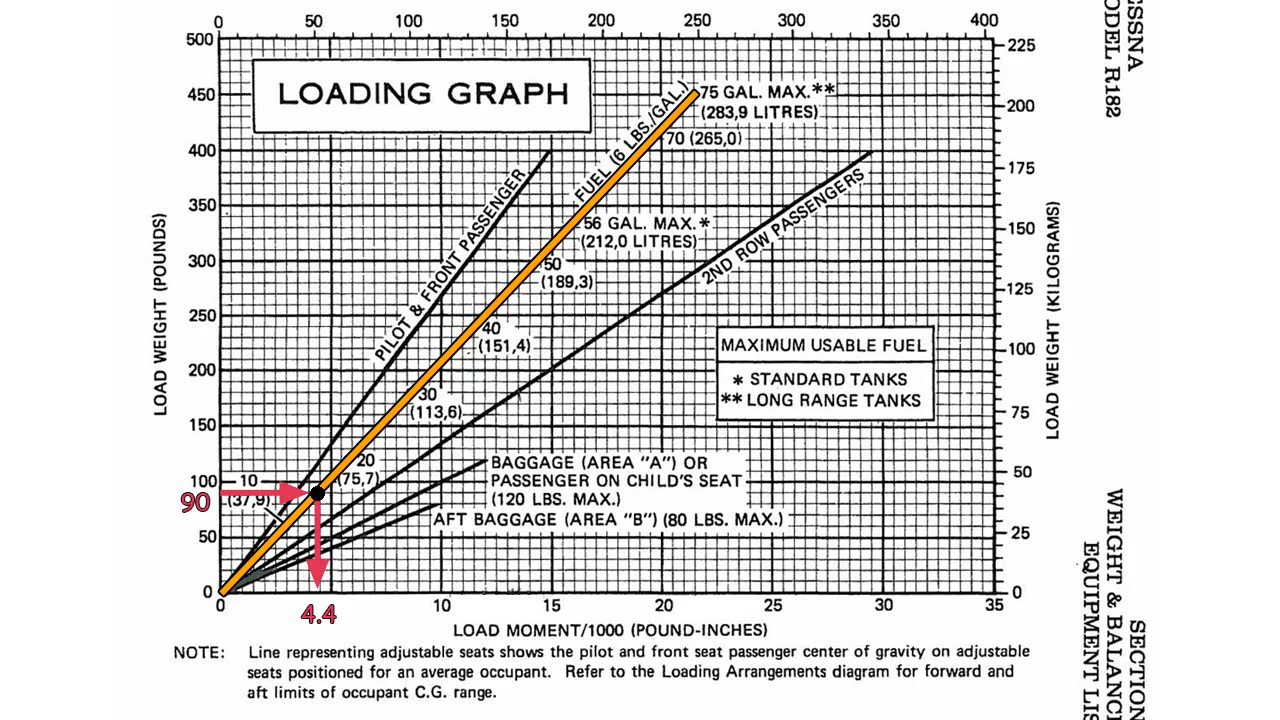 0 50 100 150 200 250 300 350 400
500
450
400
350
300
250
200
150
100
50
0
LOAD WEIGHT (POUNDS)
LOADING GRAPH
PILOT & FRONT PASSENGER
FUEL (6 LBS./GAL.)
75 GAL. MAX.**
(283,9 LITRES)
70 (265,0)
56 GAL. MAX.*
(212,0 LITRES)
50
(189,3)
40
(151,4)
30
(113,6)
20
(75,7)
10
(37,9)
90
2ND ROW PASSENGERS
MAXIMUM USABLE FUEL
* STANDARD TANKS
** LONG RANGE TANKS
BAGGAGE (AREA "A") OR
PASSENGER ON CHILD'S SEAT
(120 LBS. MAX.)
AFT BAGGAGE (AREA "B") (80 LBS. MAX.)
225
200
175
150
125
100
75
50
25
0
LOAD WEIGHT (KILOGRAMS)
0 10 15 20 25 30 35
4.4
LOAD MOMENT/1000 (POUND-INCHES)
NOTE: Line representing adjustable seats shows the pilot and front seat passenger center of gravity on adjustable
seats positioned for an average occupant. Refer to the Loading Arrangements diagram for forward and
aft limits of occupant C.G. range.
ESSNA
ODEL R182
SECTION
WEIGHT & BALANC
EQUIPMENT LIS